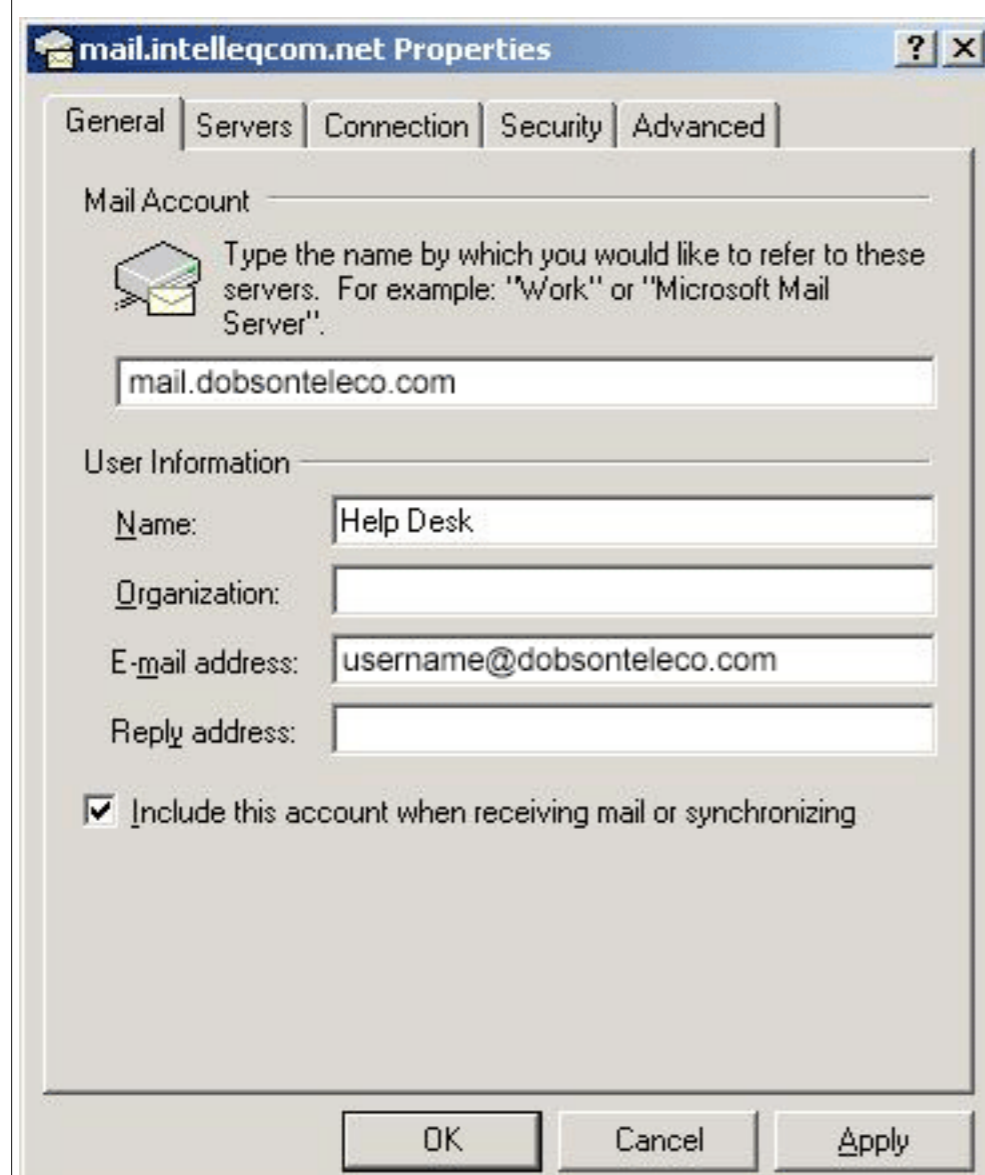 mail.intelleqcom.net Properties
General Servers Connection Security Advanced
Mail Account
Type the name by which you would like to refer to these
servers. For example: "Work" or "Microsoft Mail
Server".
mail.dobsonteleco.com
User Information
Name: Help Desk
Organization:
E-mail address: username@dobsonteleco.com
Reply address:
Include this account when receiving mail or synchronizing
OK Cancel Apply